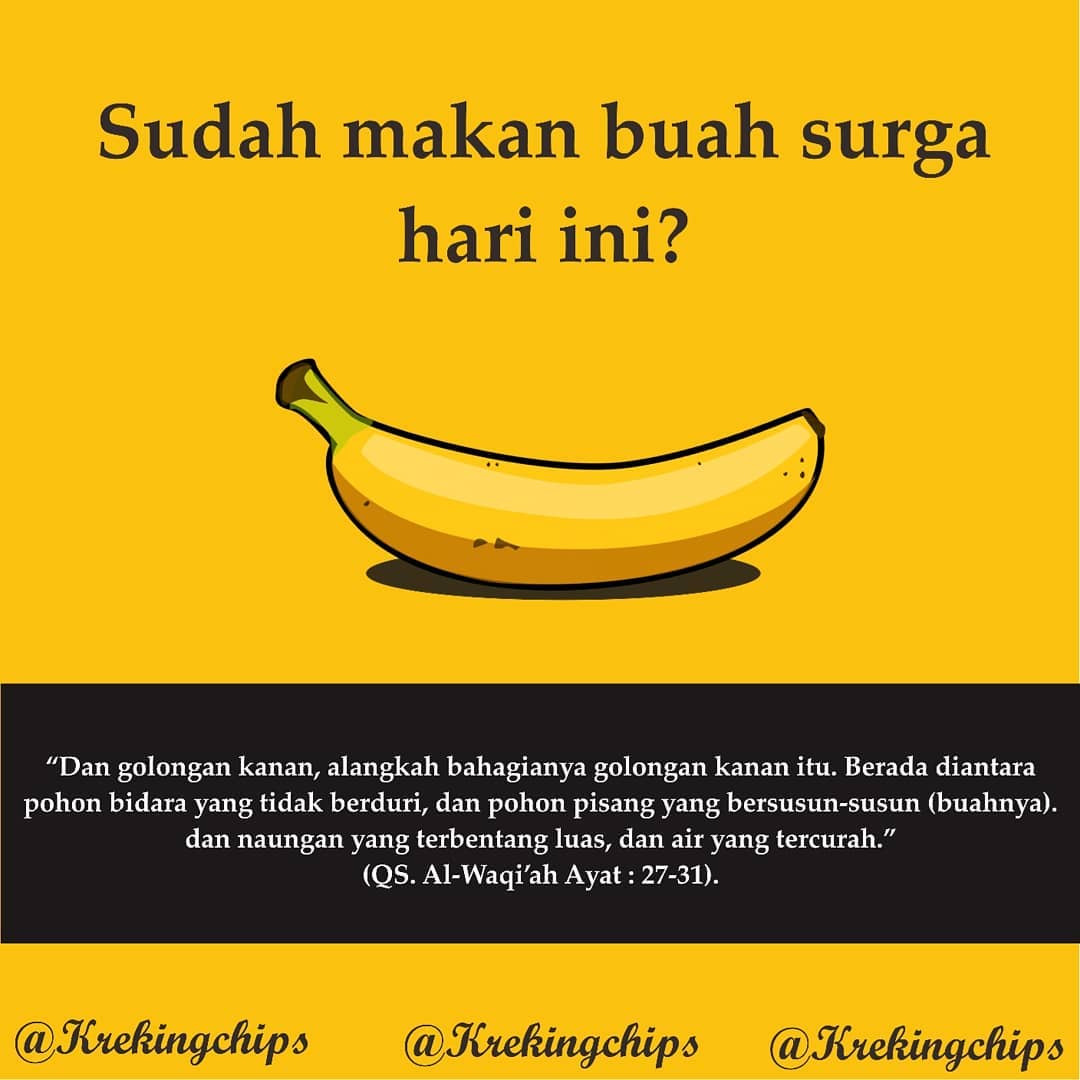 Sudah makan buah surga
hari ini?
“Dan golongan kanan, alangkah bahagianya golongan kanan itu. Berada diantara
pohon bidara yang tidak berduri, dan pohon pisang yang bersusun-susun (buahnya).
dan naungan yang terbentang luas, dan air yang tercurah.”
(QS. Al-Waqi’ah Ayat : 27-31).
@Krekingchips @Krekingchips @Krekingchips